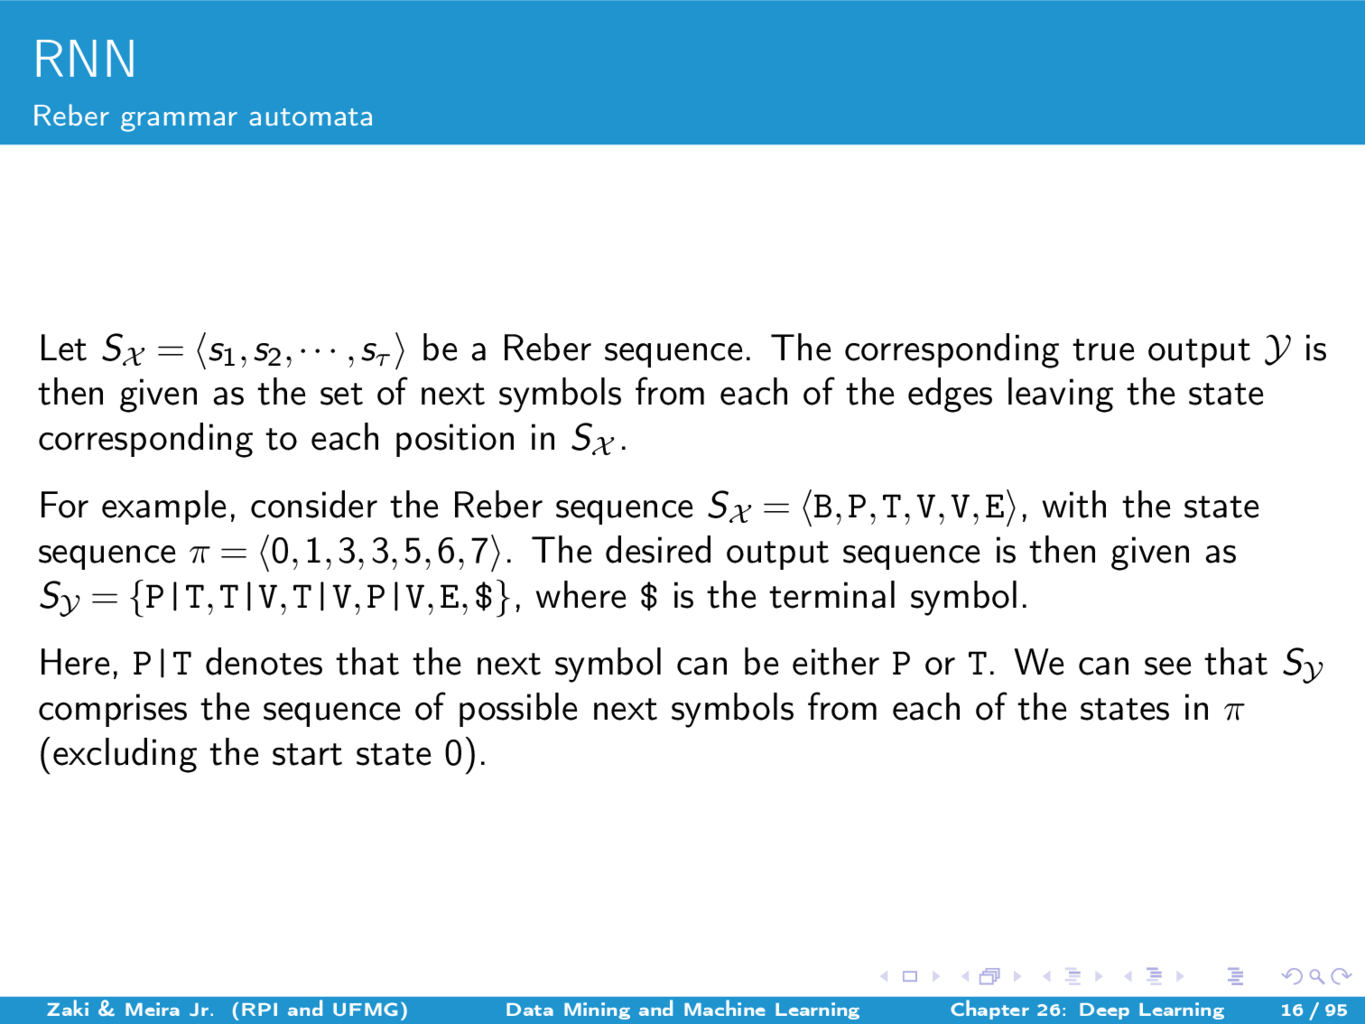 RNN
Reber grammar automata
Let S𝒳 = ⟨s₁, s₂, ··· , s_τ⟩ be a Reber sequence. The corresponding true output 𝒴 is
then given as the set of next symbols from each of the edges leaving the state
corresponding to each position in S𝒳.
For example, consider the Reber sequence S𝒳 = ⟨B, P, T, V, V, E⟩, with the state
sequence π = ⟨0, 1, 3, 3, 5, 6, 7⟩. The desired output sequence is then given as
S𝒴 = {P|T, T|V, T|V, P|V, E, $}, where $ is the terminal symbol.
Here, P|T denotes that the next symbol can be either P or T. We can see that S𝒴
comprises the sequence of possible next symbols from each of the states in π
(excluding the start state 0).
Zaki & Meira Jr. (RPI and UFMG) Data Mining and Machine Learning Chapter 26: Deep Learning 16 / 95